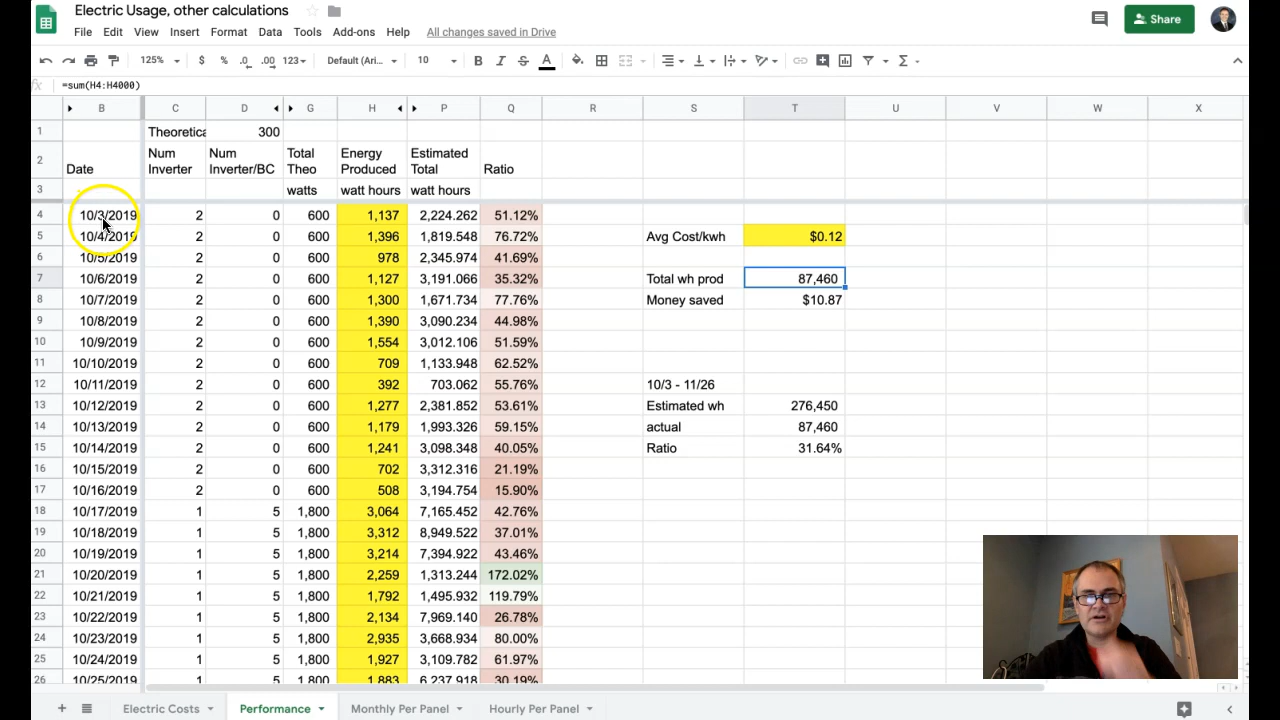 Electric Usage, other calculations
File Edit View Insert Format Data Tools Add-ons Help All changes saved in Drive
Share
125% $ % .0 .00 123 Default (Ari... 10 B I S A
fx =sum(H4:H4000)
B C D G H P Q R S T U V W X
1 Theoretica 300
2 Date Num Inverter Num Inverter/BC Total Theo Energy Produced Estimated Total Ratio
3 watts watt hours watt hours
4 10/3/2019 2 0 600 1,137 2,224.262 51.12%
5 10/4/2019 2 0 600 1,396 1,819.548 76.72% Avg Cost/kwh $0.12
6 10/5/2019 2 0 600 978 2,345.974 41.69%
7 10/6/2019 2 0 600 1,127 3,191.066 35.32% Total wh prod 87,460
8 10/7/2019 2 0 600 1,300 1,671.734 77.76% Money saved $10.87
9 10/8/2019 2 0 600 1,390 3,090.234 44.98%
10 10/9/2019 2 0 600 1,554 3,012.106 51.59%
11 10/10/2019 2 0 600 709 1,133.948 62.52%
12 10/11/2019 2 0 600 392 703.062 55.76% 10/3 - 11/26
13 10/12/2019 2 0 600 1,277 2,381.852 53.61% Estimated wh 276,450
14 10/13/2019 2 0 600 1,179 1,993.326 59.15% actual 87,460
15 10/14/2019 2 0 600 1,241 3,098.348 40.05% Ratio 31.64%
16 10/15/2019 2 0 600 702 3,312.316 21.19%
17 10/16/2019 2 0 600 508 3,194.754 15.90%
18 10/17/2019 1 5 1,800 3,064 7,165.452 42.76%
19 10/18/2019 1 5 1,800 3,312 8,949.522 37.01%
20 10/19/2019 1 5 1,800 3,214 7,394.922 43.46%
21 10/20/2019 1 5 1,800 2,259 1,313.244 172.02%
22 10/21/2019 1 5 1,800 1,792 1,495.932 119.79%
23 10/22/2019 1 5 1,800 2,134 7,969.140 26.78%
24 10/23/2019 1 5 1,800 2,935 3,668.934 80.00%
25 10/24/2019 1 5 1,800 1,927 3,109.782 61.97%
26 10/25/2019 1 5 1,800 1,883 6,237.918 30.19%
Electric Costs Performance Monthly Per Panel Hourly Per Panel